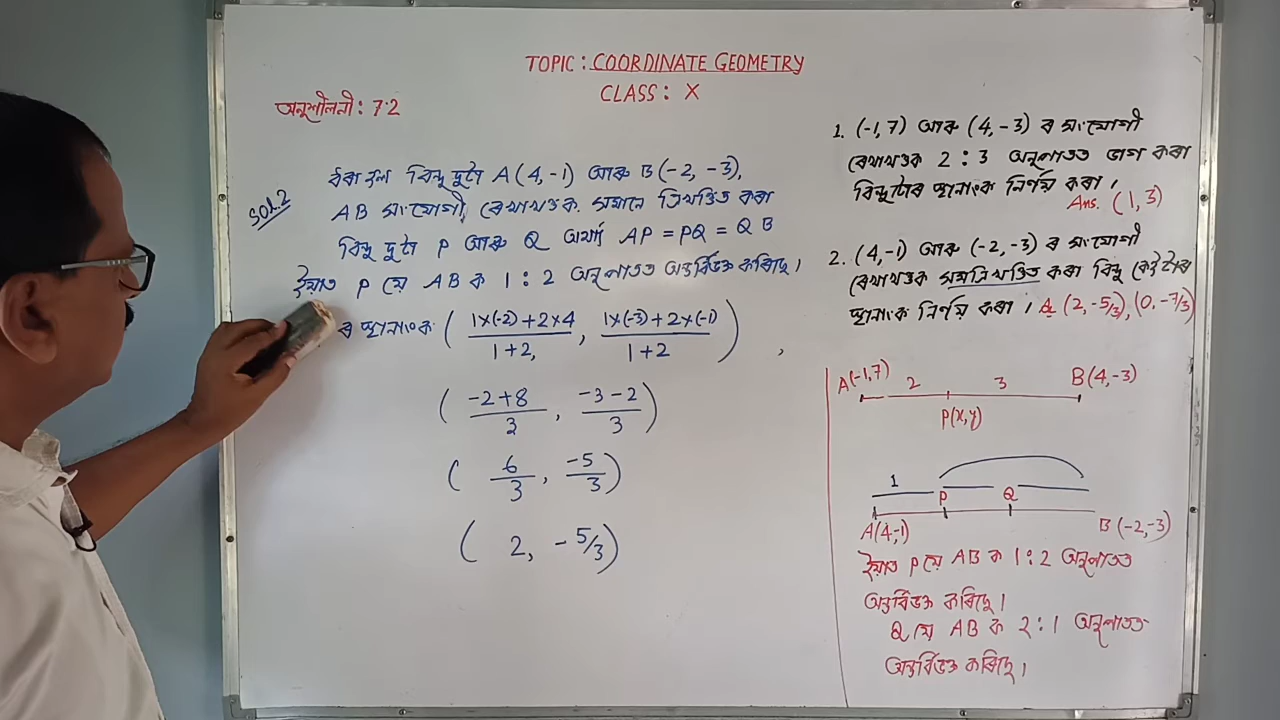 TOPIC: COORDINATE GEOMETRY
CLASS: X
অনুশীলনী: 7.2
SOL.2
ধৰা হল বিন্দু দুটা A(4,-1) আৰু B(-2, -3),
AB সংযোগী ৰেখাখণ্ডক সমানে ত্ৰিখণ্ডিত কৰা
বিন্দু দুটা P আৰু Q অৰ্থাৎ AP = PQ = QB
ইয়াত P য়ে AB ক 1:2 অনুপাতত অন্তৰ্বিভক্ত কৰিছে।
ৰ স্থানাংক ( 1×(-2)+2×4 / 1+2, , 1×(-3)+2×(-1) / 1+2 ) ,
( -2+8 / 3 , -3-2 / 3 )
( 6/3 , -5/3 )
( 2, -5/3 )
1. (-1,7) আৰু (4,-3) ৰ সংযোগী
ৰেখাখণ্ডক 2:3 অনুপাতত ভাগ কৰা
বিন্দুটোৰ স্থানাংক নিৰ্ণয় কৰা।
Ans. (1,3)
2. (4,-1) আৰু (-2,-3) ৰ সংযোগী
ৰেখাখণ্ডক সমত্ৰিখণ্ডিত কৰা বিন্দু কেইটাৰ
স্থানাংক নিৰ্ণয় কৰা। A (2,-5/3), (0,-7/3)
A(-1,7) 2 3 B(4,-3)
P(x,y)
1
P Q
A(4,-1) B(-2,-3)
ইয়াত P য়ে AB ক 1:2 অনুপাতত
অন্তৰ্বিভক্ত কৰিছে।
Q য়ে AB ক 2:1 অনুপাতত
অন্তৰ্বিভক্ত কৰিছে।